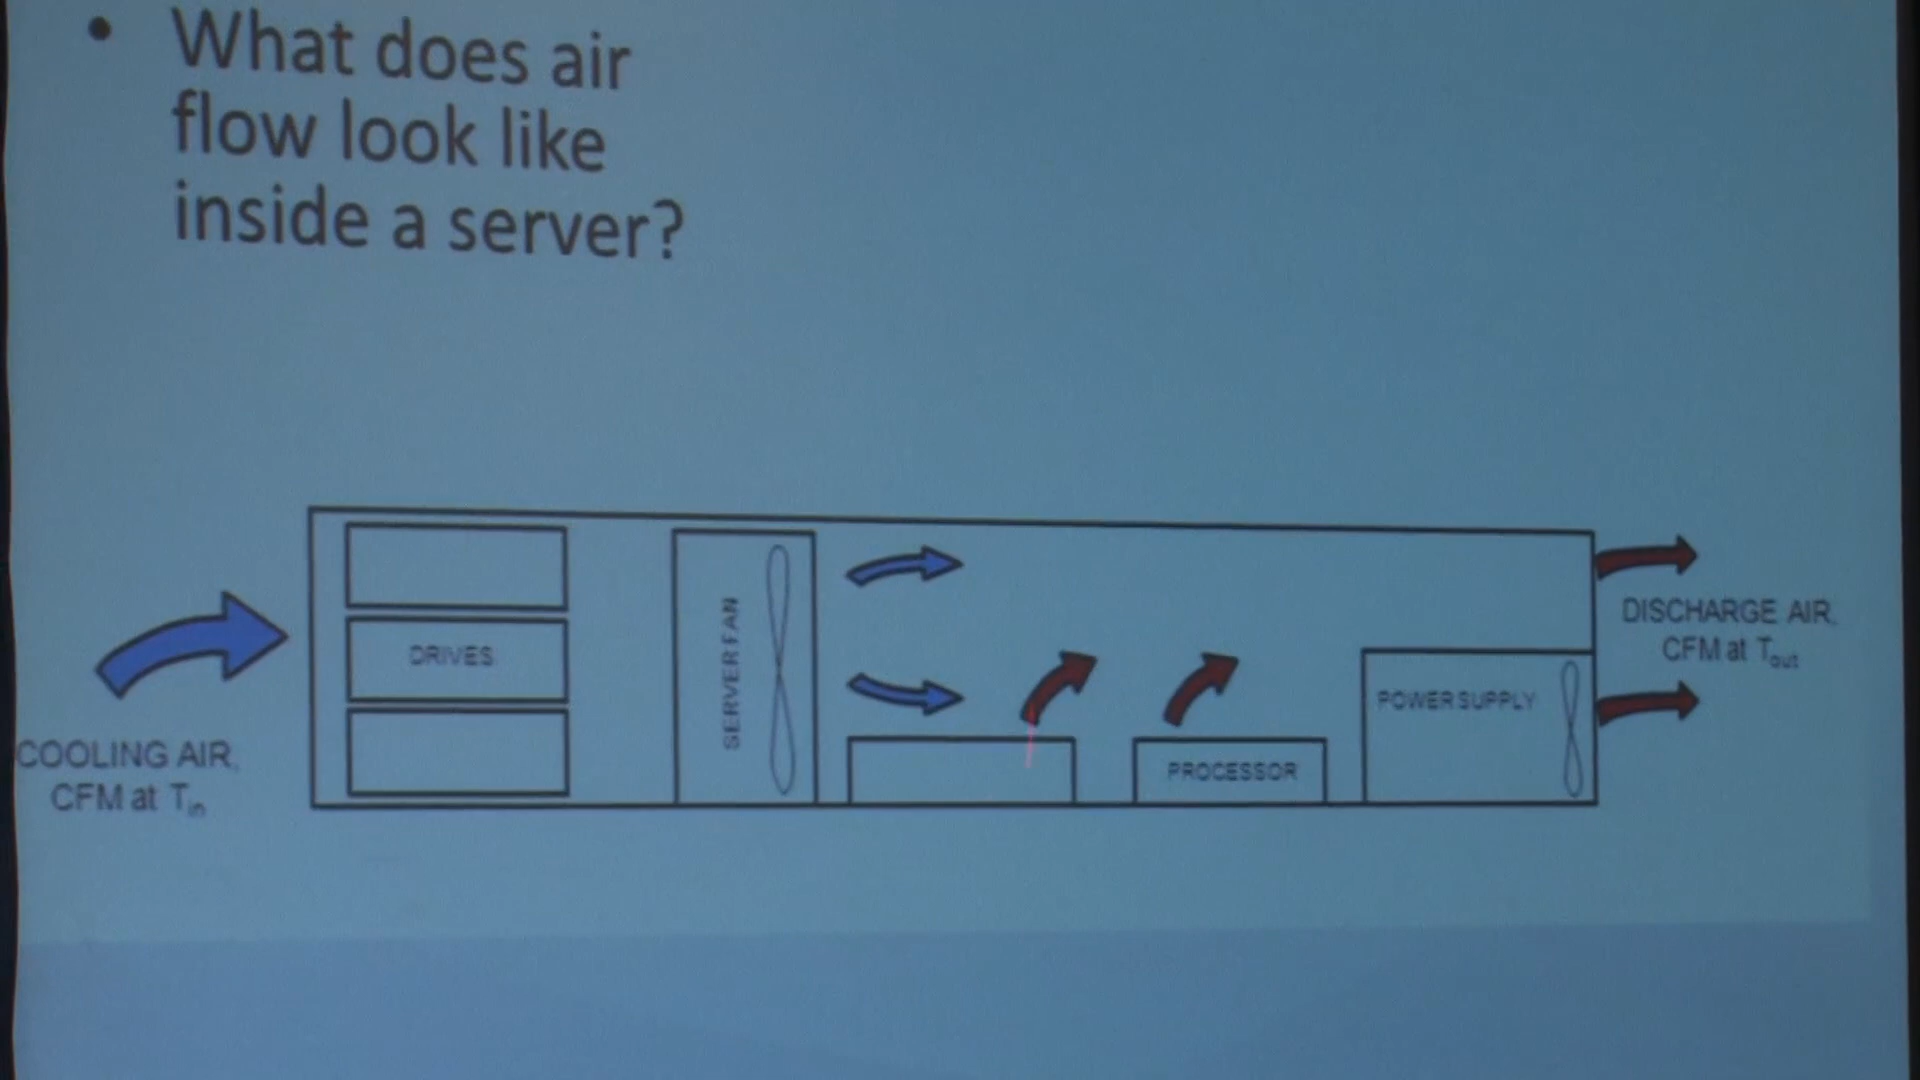 • What does air
flow look like
inside a server?
COOLING AIR,
CFM at Tin
DRIVES
SERVER FAN
PROCESSOR
POWER SUPPLY
DISCHARGE AIR,
CFM at Tout